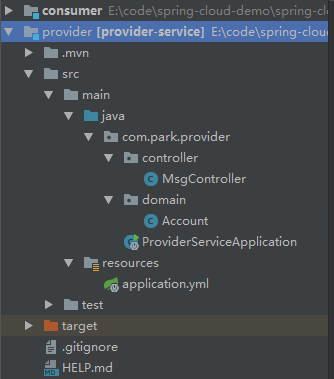 consumer E:\code\spring-cloud-demo\spring-cl
provider [provider-service] E:\code\spring-cloud
.mvn
src
main
java
com.park.provider
controller
MsgController
domain
Account
ProviderServiceApplication
resources
application.yml
test
target
.gitignore
HELP.md